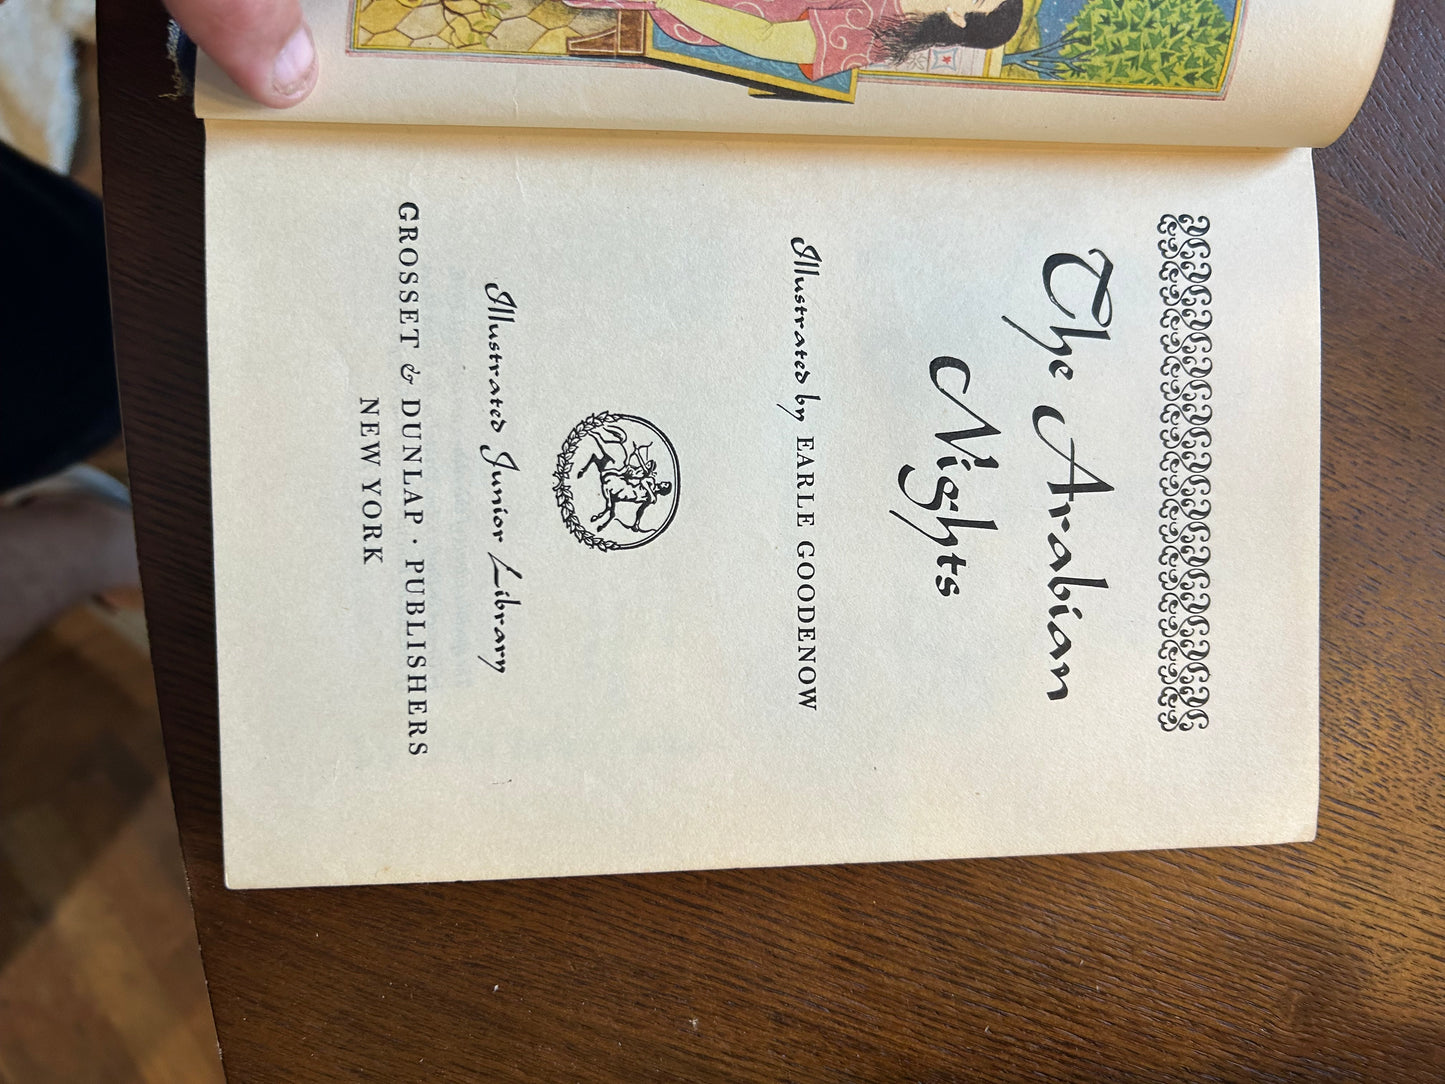 The Arabian
Nights
Illustrated by EARLE GOODENOW
Illustrated Junior Library
GROSSET & DUNLAP · PUBLISHERS
NEW YORK